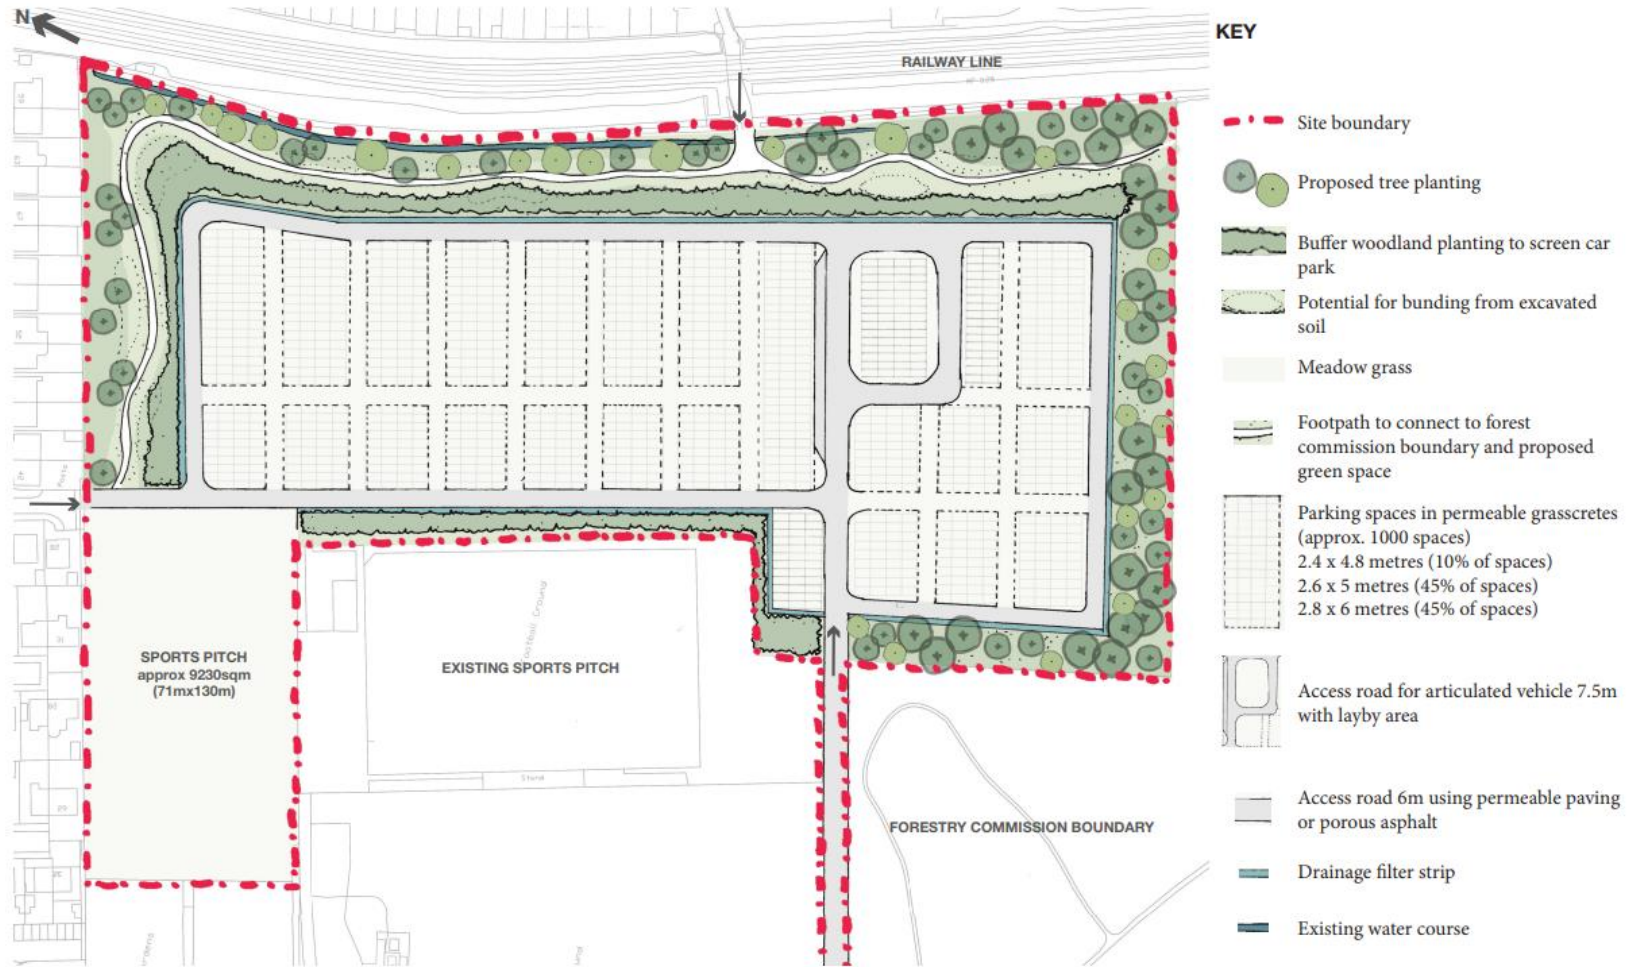 N
KEY
RAILWAY LINE
Site boundary
Proposed tree planting
Buffer woodland planting to screen car
park
Potential for bunding from excavated
soil
Meadow grass
Footpath to connect to forest
commission boundary and proposed
green space
Parking spaces in permeable grasscretes
(approx. 1000 spaces)
2.4 x 4.8 metres (10% of spaces)
2.6 x 5 metres (45% of spaces)
2.8 x 6 metres (45% of spaces)
Football Ground
SPORTS PITCH
approx 9230sqm
(71mx130m)
EXISTING SPORTS PITCH
Access road for articulated vehicle 7.5m
with layby area
Stand
FORESTRY COMMISSION BOUNDARY
Access road 6m using permeable paving
or porous asphalt
Drainage filter strip
Existing water course